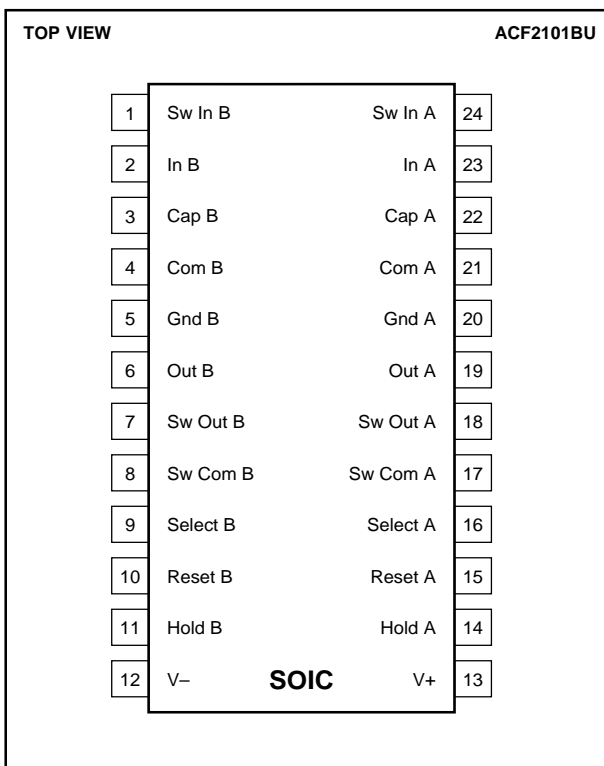 TOP VIEW ACF2101BU
1 Sw In B Sw In A 24
2 In B In A 23
3 Cap B Cap A 22
4 Com B Com A 21
5 Gnd B Gnd A 20
6 Out B Out A 19
7 Sw Out B Sw Out A 18
8 Sw Com B Sw Com A 17
9 Select B Select A 16
10 Reset B Reset A 15
11 Hold B Hold A 14
12 V– SOIC V+ 13